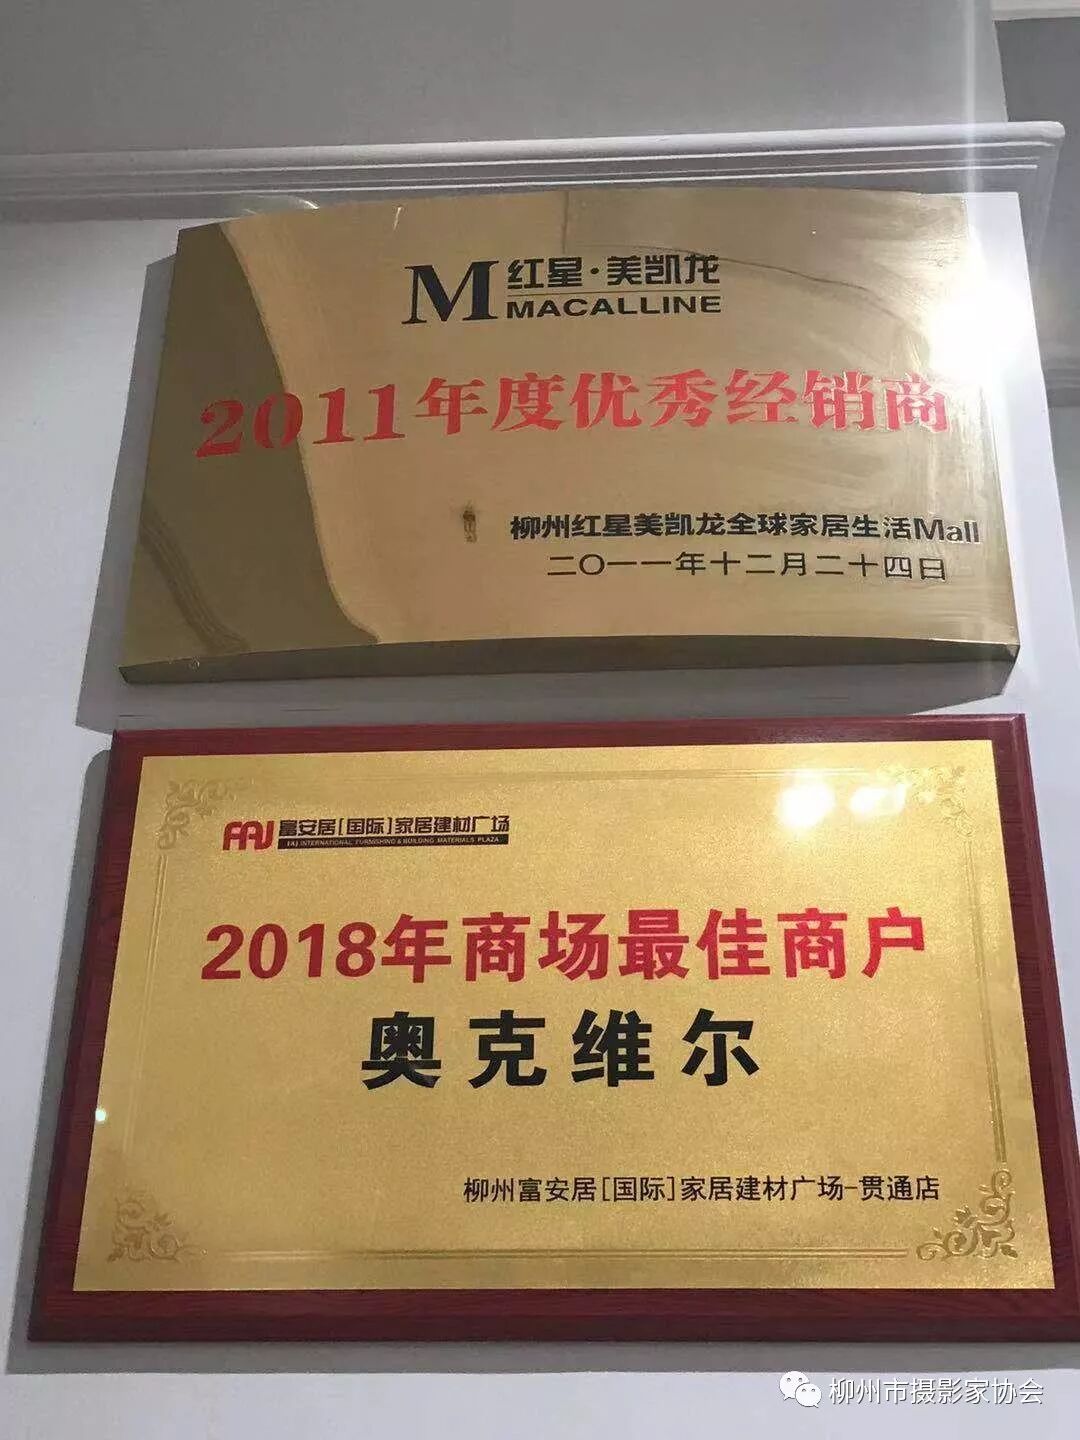 M 红星·美凯龙
MACALLINE
2011年度优秀经销商
柳州红星美凯龙全球家居生活Mall
二〇一一年十二月二十四日
FAJ 富安居[国际]家居建材广场
FAJ INTERNATIONAL FURNISHING & BUILDING MATERIALS PLAZA
2018年商场最佳商户
奥克维尔
柳州富安居[国际]家居建材广场-贯通店
柳州市摄影家协会